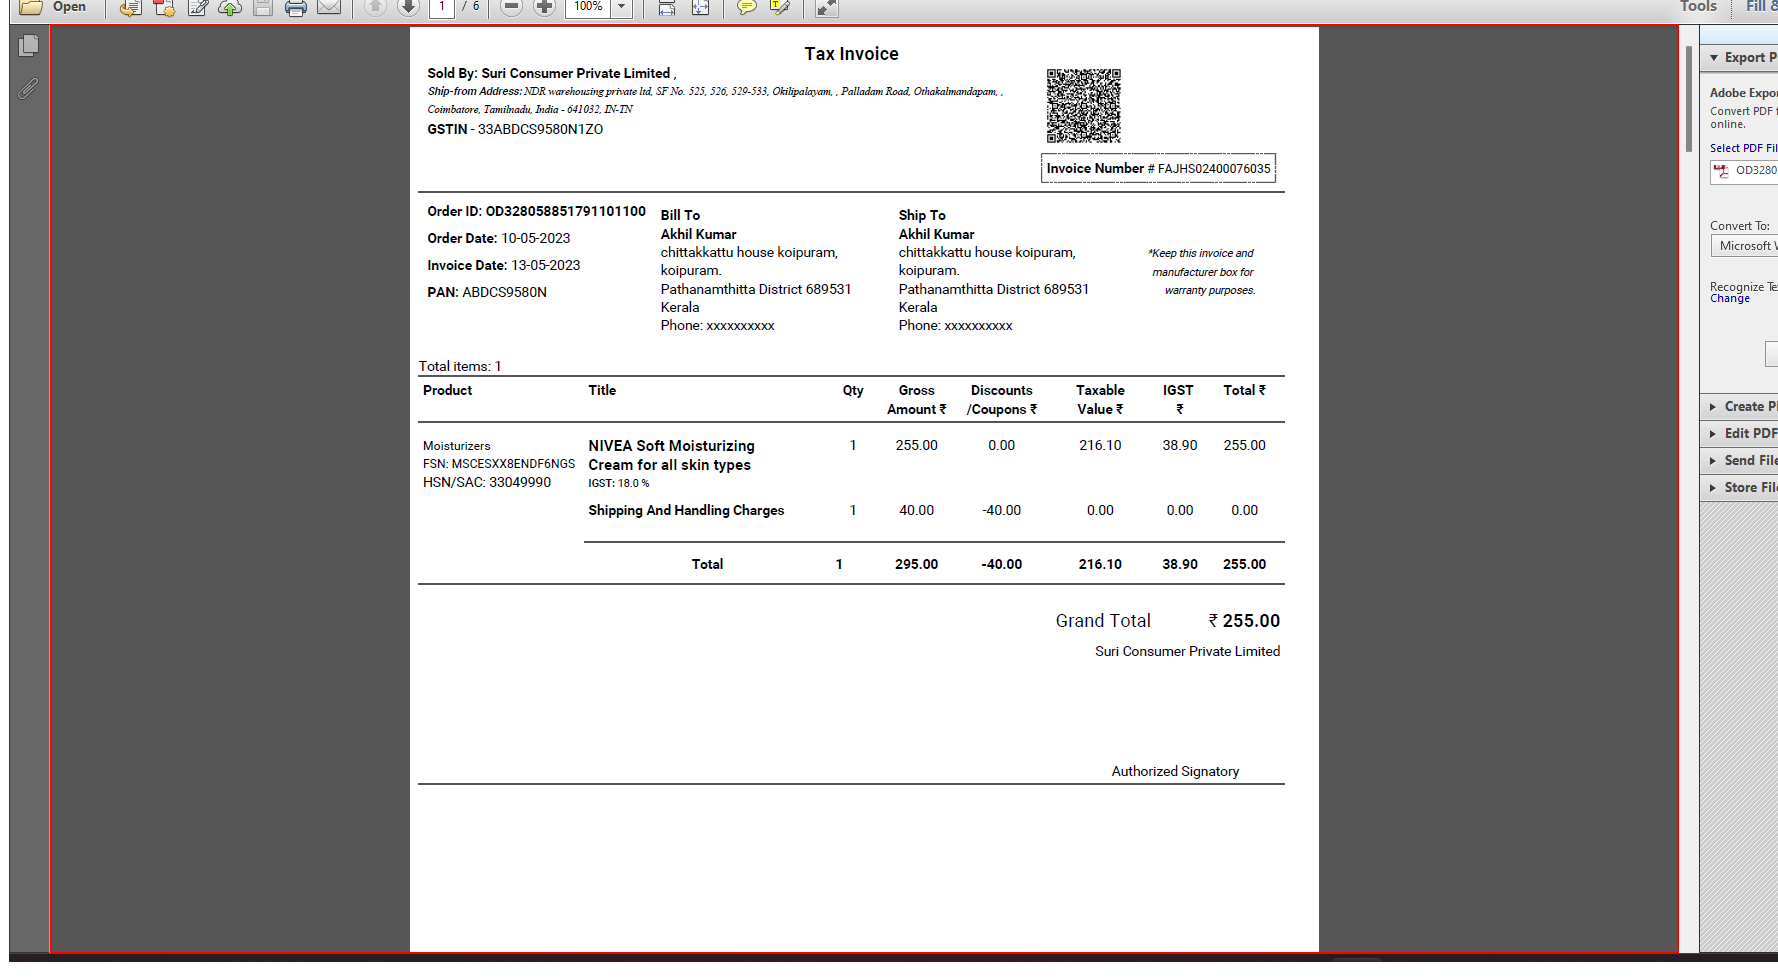 Open
1 / 6
100%
Tools
Fill &
Tax Invoice
Sold By: Suri Consumer Private Limited ,
Ship-from Address: NDR warehousing private ltd, SF No. 525, 526, 529-533, Okilipalayam, , Palladam Road, Othakalmandapam, ,
Coimbatore, Tamilnadu, India - 641032, IN-TN
GSTIN - 33ABDCS9580N1ZO
Invoice Number # FAJHS02400076035
Order ID: OD328058851791101100
Order Date: 10-05-2023
Invoice Date: 13-05-2023
PAN: ABDCS9580N
Bill To
Akhil Kumar
chittakkattu house koipuram,
koipuram.
Pathanamthitta District 689531
Kerala
Phone: xxxxxxxxxx
Ship To
Akhil Kumar
chittakkattu house koipuram,
koipuram.
Pathanamthitta District 689531
Kerala
Phone: xxxxxxxxxx
*Keep this invoice and
manufacturer box for
warranty purposes.
Total items: 1
Product Title Qty Gross Amount ₹ Discounts /Coupons ₹ Taxable Value ₹ IGST ₹ Total ₹
Moisturizers
FSN: MSCESXX8ENDF6NGS
HSN/SAC: 33049990
NIVEA Soft Moisturizing 1 255.00 0.00 216.10 38.90 255.00
Cream for all skin types
IGST: 18.0 %
Shipping And Handling Charges 1 40.00 -40.00 0.00 0.00 0.00
Total 1 295.00 -40.00 216.10 38.90 255.00
Grand Total ₹ 255.00
Suri Consumer Private Limited
Authorized Signatory
Export P
Adobe Expor
Convert PDF f
online.
Select PDF Fil
OD3280
Convert To:
Microsoft W
Recognize Te
Change
Create P
Edit PDF
Send File
Store File